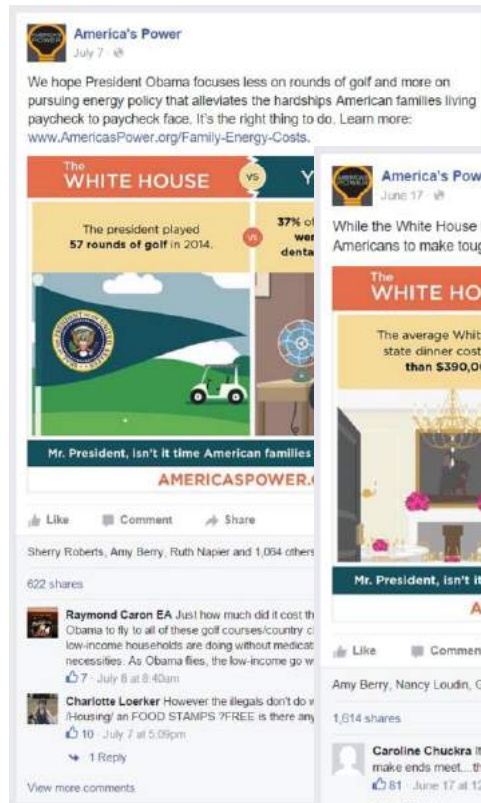 America's Power
July 7
We hope President Obama focuses less on rounds of golf and more on
pursuing energy policy that alleviates the hardships American families living
paycheck to paycheck face. It's the right thing to do. Learn more:
www.AmericasPower.org/Family-Energy-Costs.
The
WHITE HOUSE
VS
Y
The president played
57 rounds of golf in 2014.
VS
37% of
wer
denta
Mr. President, isn't it time American families
AMERICASPOWER.
Like Comment Share
Sherry Roberts, Amy Berry, Ruth Napier and 1,064 others
622 shares
Raymond Caron EA Just how much did it cost th
Obama to fly to all of these golf courses/country c
low-income households are doing without medicat
necessities. As Obama flies, the low-income go w
7 · July 8 at 8:40am
Charlotte Loerker However the illegals don't do w
/Housing/ an FOOD STAMPS ?FREE is there any
10 · July 7 at 5:09pm
1 Reply
View more comments
America's Pow
June 17
While the White House
Americans to make toug
The
WHITE HO
The average Whit
state dinner cost
than $390,00
Mr. President, isn't it
A
Like Commen
Amy Berry, Nancy Loudin, G
1,614 shares
Caroline Chuckra It
make ends meet....th
81 · June 17 at 12